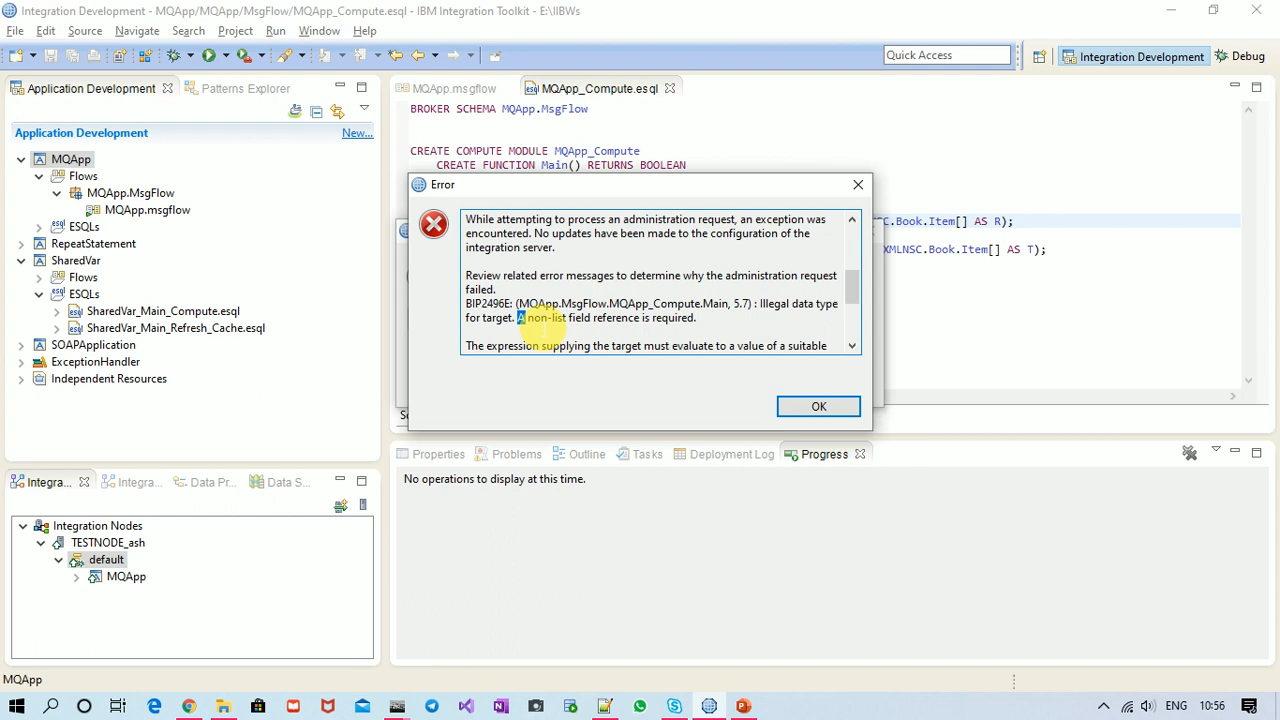 Integration Development - MQApp/MQApp/MsgFlow/MQApp_Compute.esql - IBM Integration Toolkit - E:\IIBWs
File Edit Source Navigate Search Project Run Window Help
Quick Access
Integration Development
Debug
Application Development
Patterns Explorer
Application Development
New...
MQApp
Flows
MQApp.MsgFlow
MQApp.msgflow
ESQLs
RepeatStatement
SharedVar
Flows
ESQLs
SharedVar_Main_Compute.esql
SharedVar_Main_Refresh_Cache.esql
SOAPApplication
ExceptionHandler
Independent Resources
MQApp.msgflow
MQApp_Compute.esql
BROKER SCHEMA MQApp.MsgFlow
CREATE COMPUTE MODULE MQApp_Compute
CREATE FUNCTION Main() RETURNS BOOLEAN
C.Book.Item[] AS R);
XMLNSC.Book.Item[] AS T);
Error
While attempting to process an administration request, an exception was
encountered. No updates have been made to the configuration of the
integration server.
Review related error messages to determine why the administration request
failed.
BIP2496E: (MQApp.MsgFlow.MQApp_Compute.Main, 5.7) : Illegal data type
for target. A non-list field reference is required.
The expression supplying the target must evaluate to a value of a suitable
OK
Integra...
Integra...
Data Pr...
Data S...
Integration Nodes
TESTNODE_ash
default
MQApp
Properties
Problems
Outline
Tasks
Deployment Log
Progress
No operations to display at this time.
MQApp
ENG
10:56